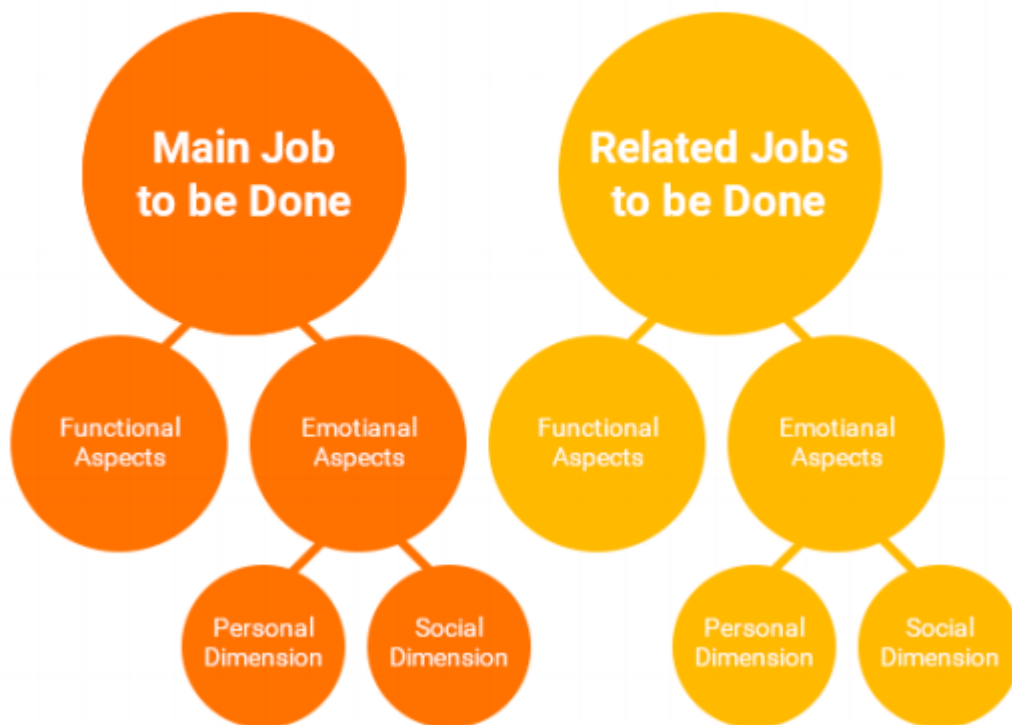 Main Job
to be Done
Related Jobs
to be Done
Functional
Aspects
Emotianal
Aspects
Functional
Aspects
Emotianal
Aspects
Personal
Dimension
Social
Dimension
Personal
Dimension
Social
Dimension